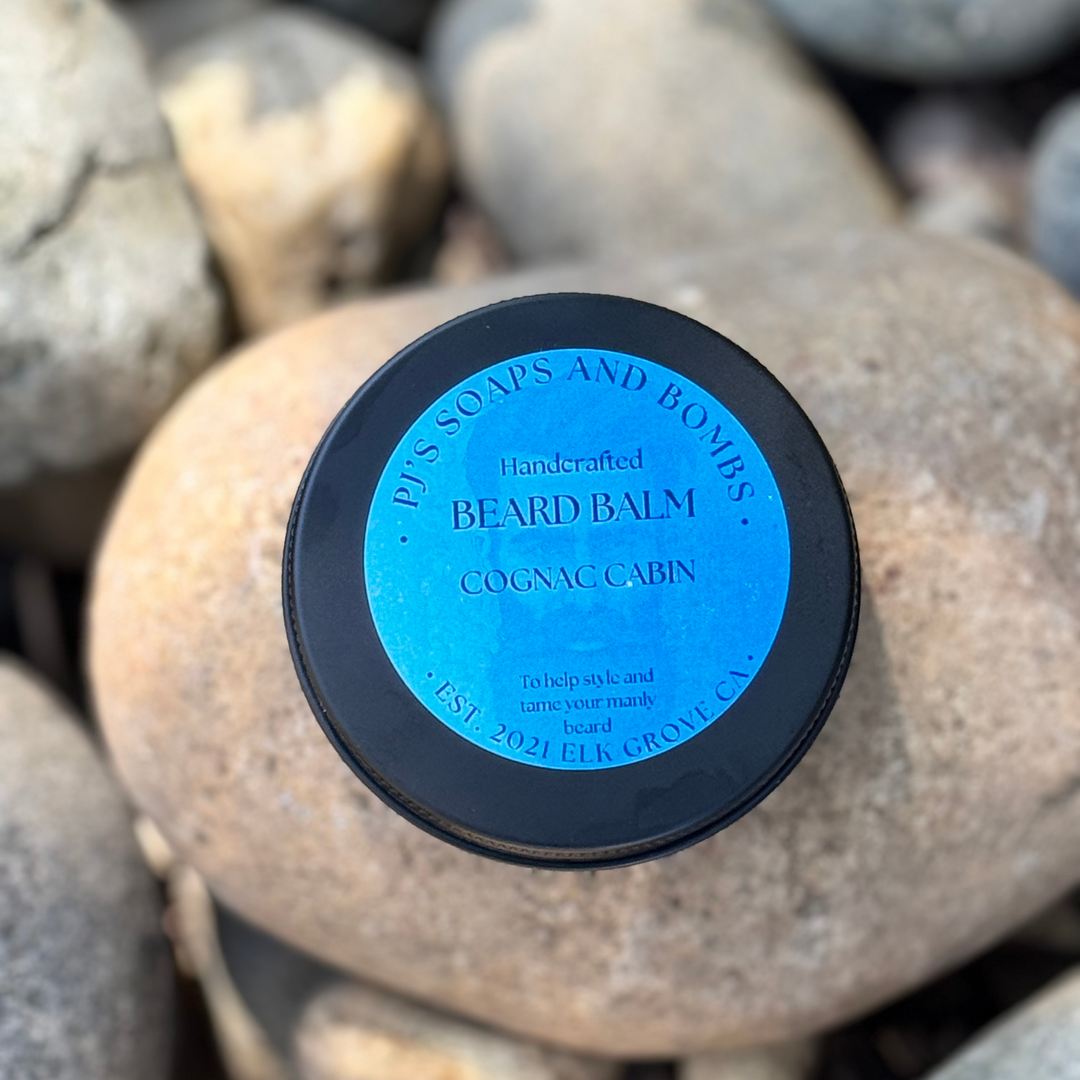 PJ'S SOAPS AND BOMBS
Handcrafted
BEARD BALM
COGNAC CABIN
To help style and
tame your manly
beard
• EST. 2021 ELK GROVE CA •